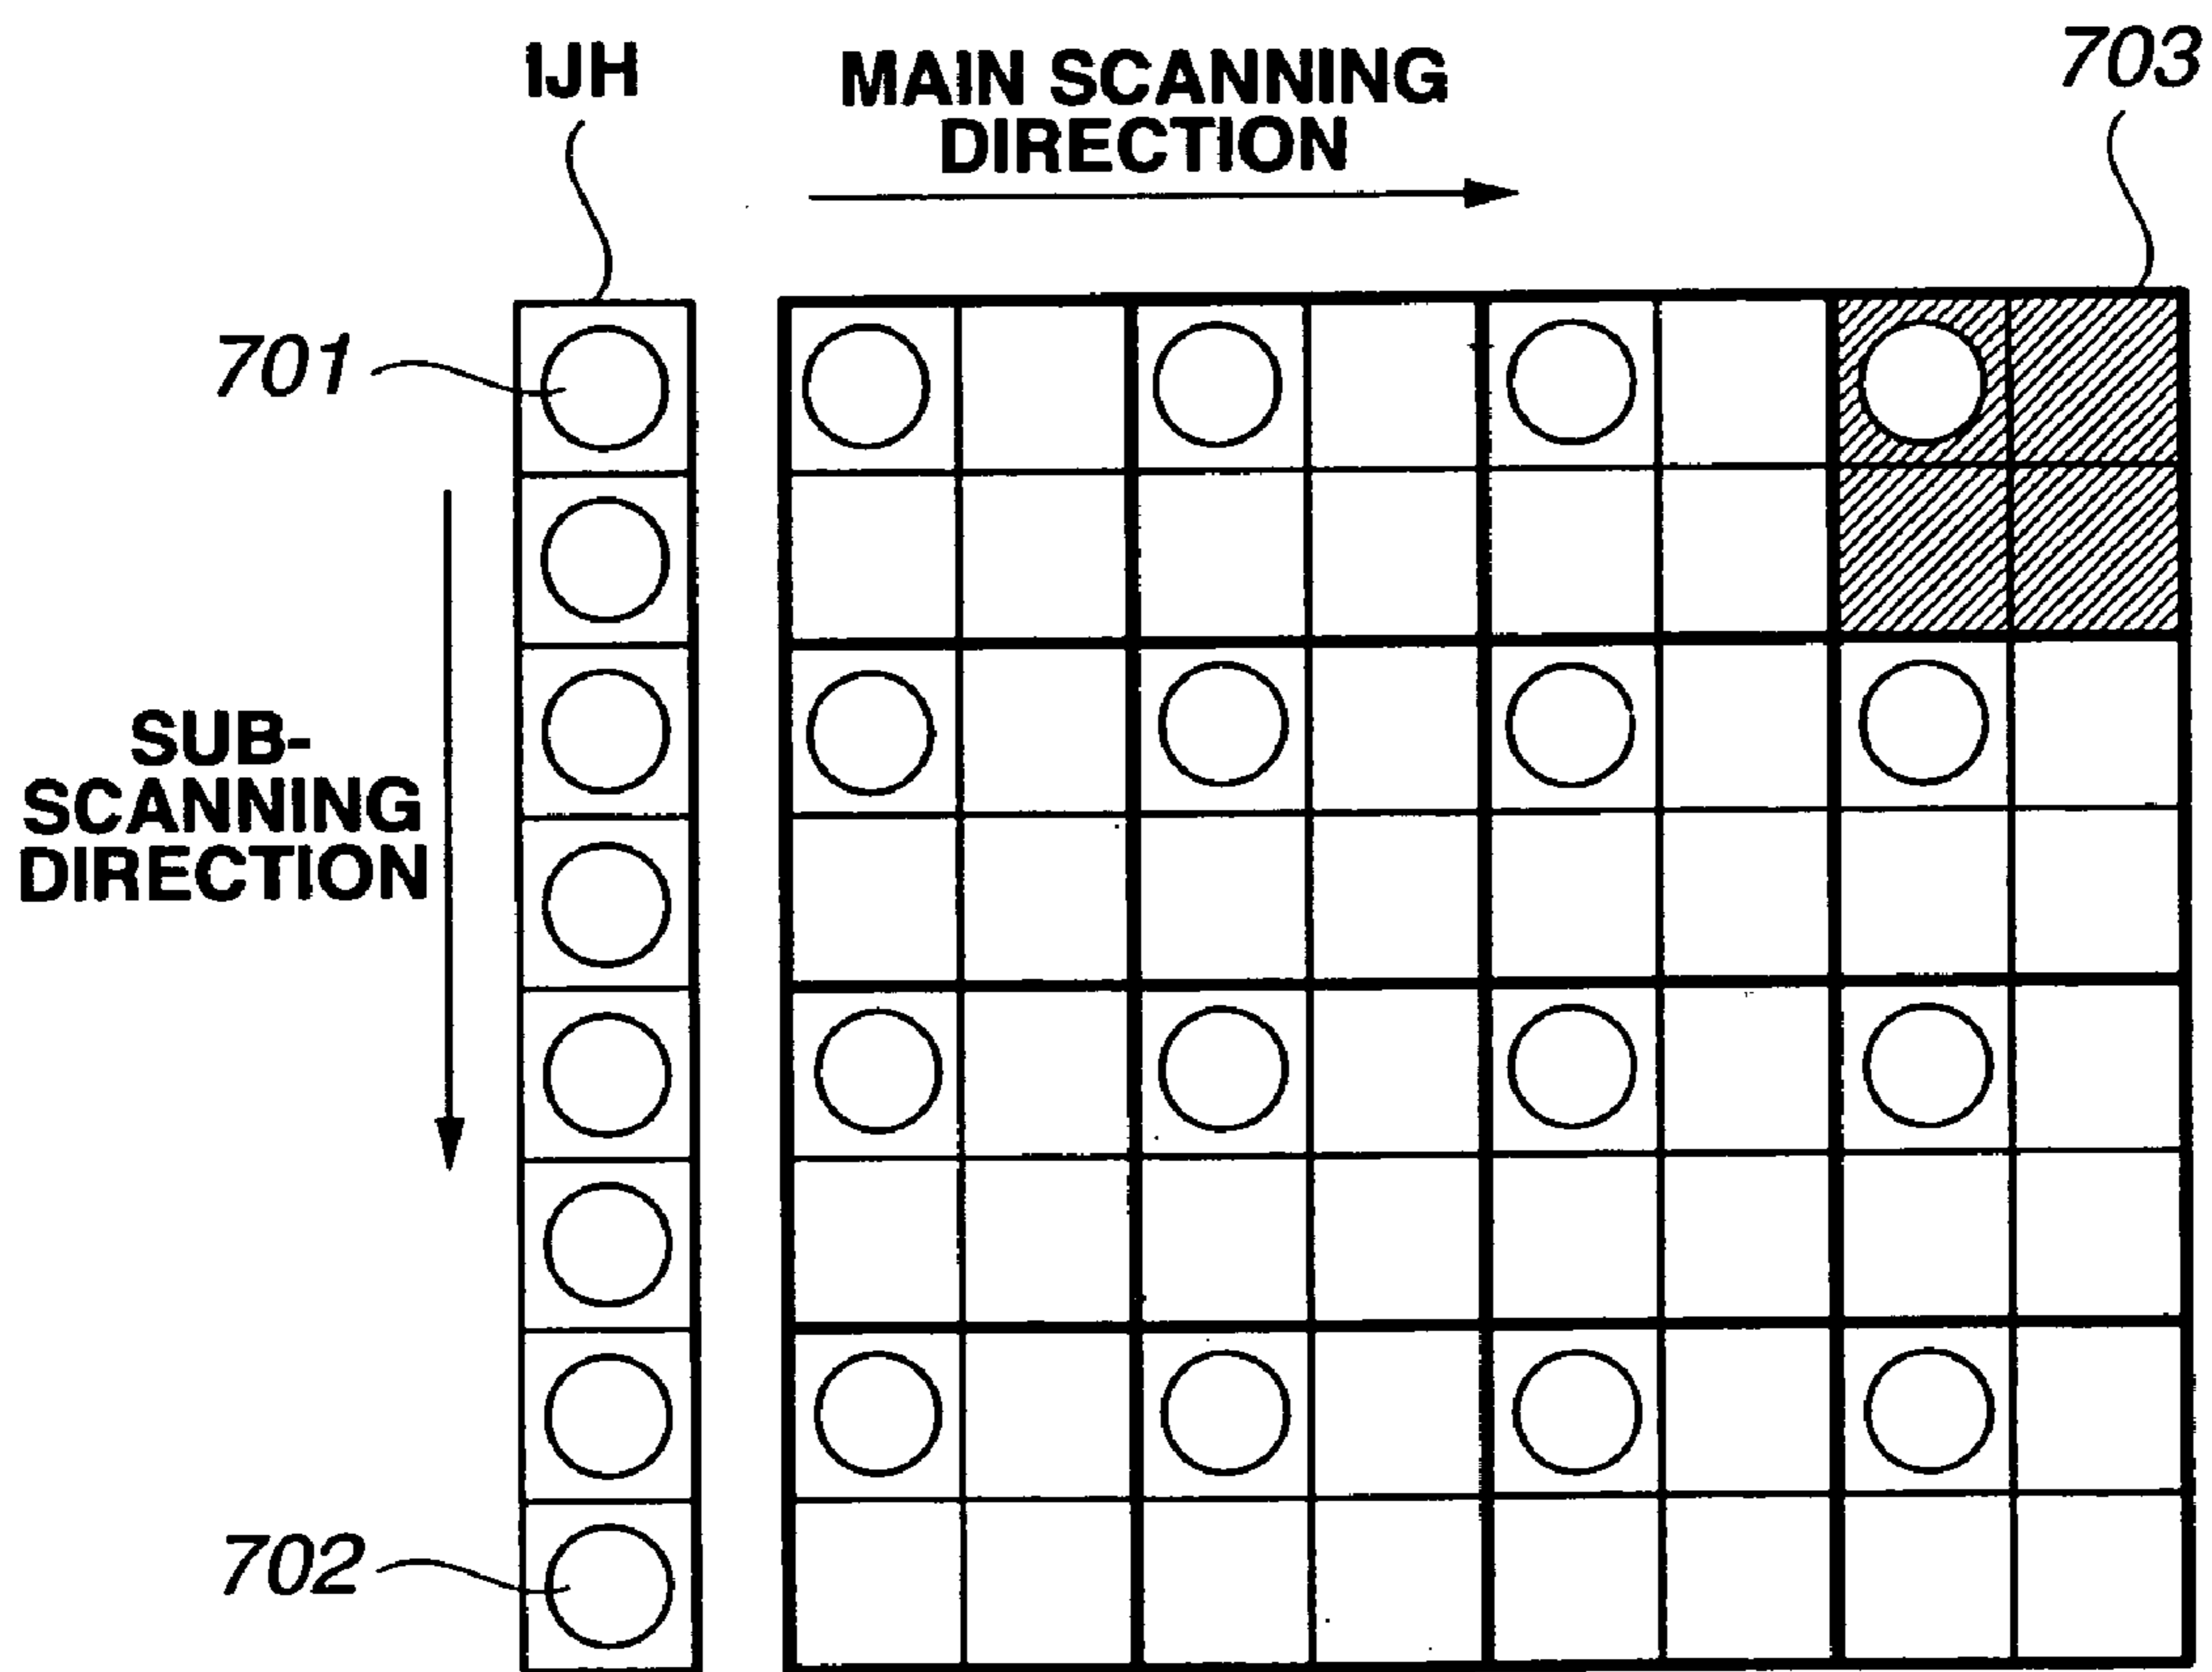 IJH
MAIN SCANNING
DIRECTION
703
701
SUB-
SCANNING
DIRECTION
702